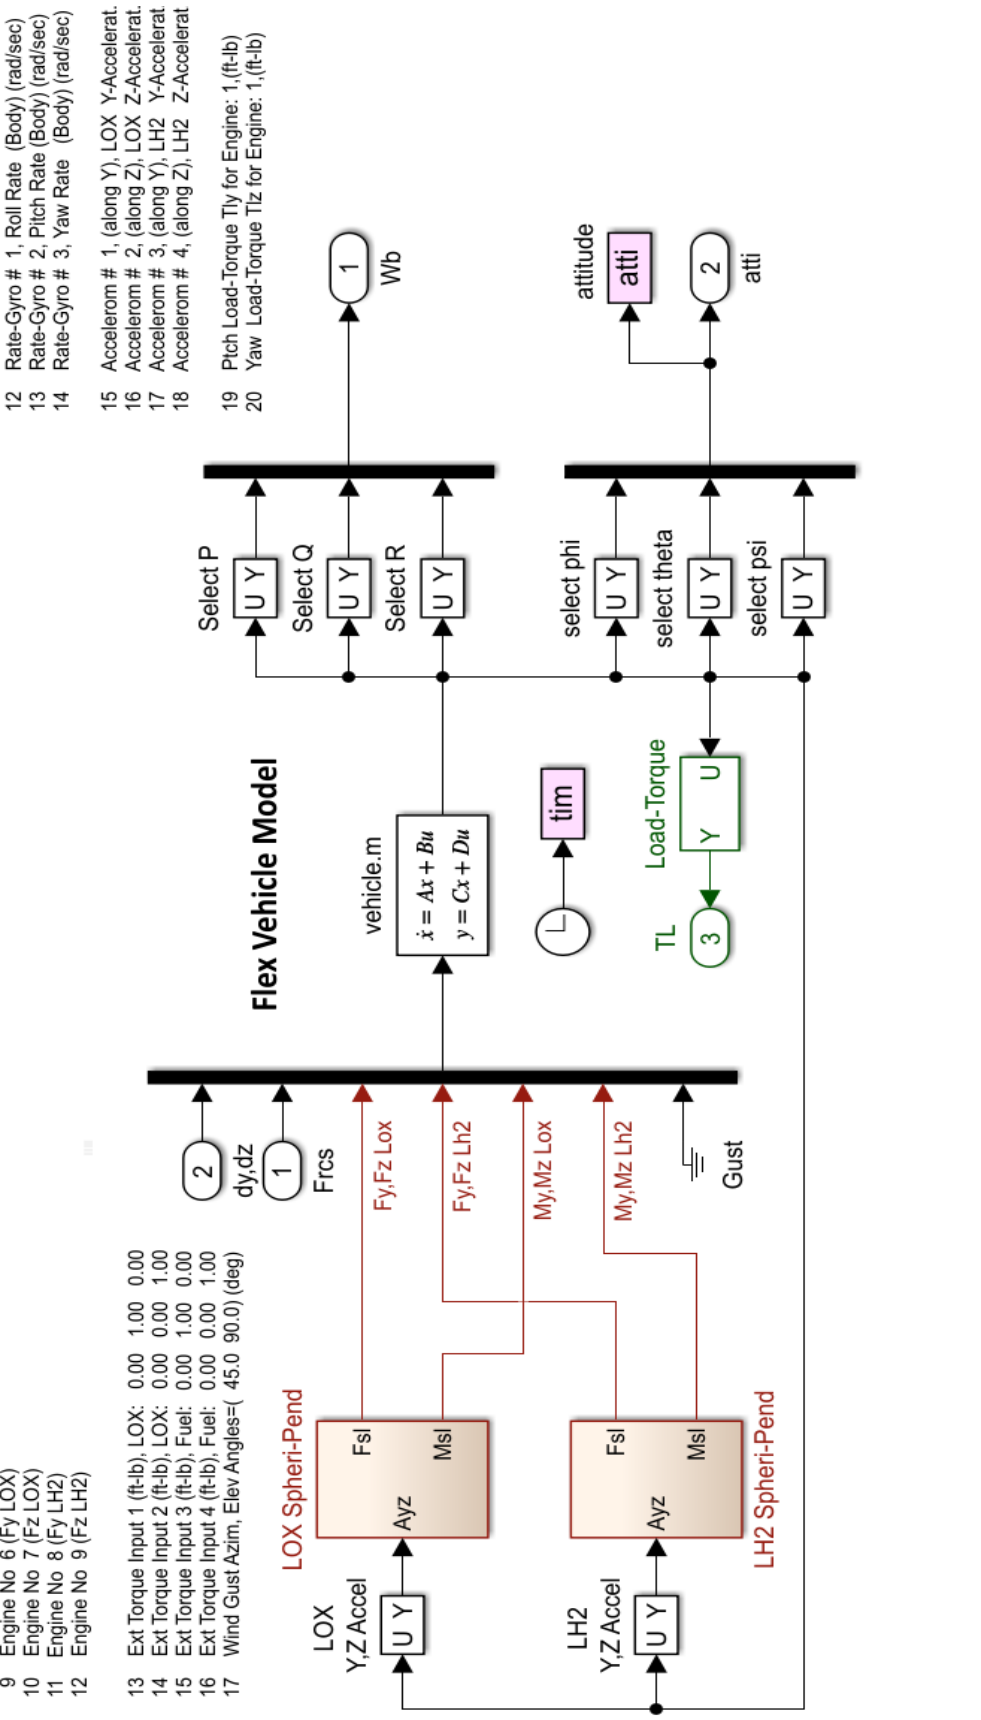 9 Engine No 6 (Fy LOX)
10 Engine No 7 (Fz LOX)
11 Engine No 8 (Fy LH2)
12 Engine No 9 (Fz LH2)
13 Ext Torque Input 1 (ft-lb), LOX: 0.00 1.00 0.00
14 Ext Torque Input 2 (ft-lb), LOX: 0.00 0.00 1.00
15 Ext Torque Input 3 (ft-lb), Fuel: 0.00 1.00 0.00
16 Ext Torque Input 4 (ft-lb), Fuel: 0.00 0.00 1.00
17 Wind Gust Azim, Elev Angles=( 45.0 90.0) (deg)
12 Rate-Gyro # 1, Roll Rate (Body) (rad/sec)
13 Rate-Gyro # 2, Pitch Rate (Body) (rad/sec)
14 Rate-Gyro # 3, Yaw Rate (Body) (rad/sec)
15 Accelerom # 1, (along Y), LOX Y-Accelerat.
16 Accelerom # 2, (along Z), LOX Z-Accelerat.
17 Accelerom # 3, (along Y), LH2 Y-Accelerat
18 Accelerom # 4, (along Z), LH2 Z-Accelerat
19 Ptch Load-Torque Tly for Engine: 1,(ft-lb)
20 Yaw Load-Torque Tlz for Engine: 1,(ft-lb)
Flex Vehicle Model
2
dy,dz
1
Frcs
LOX Spheri-Pend
LOX
Y,Z Accel
U Y
Ayz
Fsl
Msl
Fy,Fz Lox
Fy,Fz Lh2
My,Mz Lox
My,Mz Lh2
Gust
LH2
Y,Z Accel
U Y
Ayz
Fsl
Msl
LH2 Spheri-Pend
vehicle.m
ẋ = Ax + Bu
y = Cx + Du
tim
Load-Torque
Y U
TL
3
Select P
U Y
Select Q
U Y
Select R
U Y
1
Wb
select phi
U Y
select theta
U Y
select psi
U Y
attitude
atti
2
atti